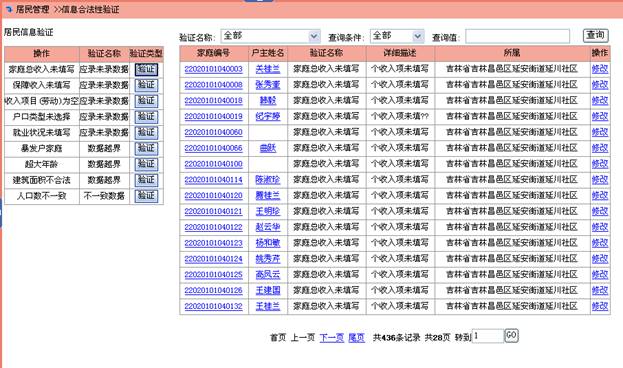 居民管理 >>信息合法性验证
居民信息验证
操作 验证名称 验证类型
家庭总收入未填写 应录未录数据 验证
保障收入未填写 应录未录数据 验证
收入项目(劳动)为空 应录未录数据 验证
户口类型未选择 应录未录数据 验证
就业状况未填写 应录未录数据 验证
暴发户家庭 数据越界 验证
超大年龄 数据越界 验证
建筑面积不合法 数据越界 验证
人口数不一致 不一致数据 验证
验证名称: 全部 查询条件: 全部 查询值: 查询
家庭编号 户主姓名 验证名称 详细描述 所属 操作
22020101040003 关桂兰 家庭总收入未填写 个收入项未填写 吉林省吉林昌邑区延安街道延川社区 修改
22020101040008 张秀奎 家庭总收入未填写 个收入项未填写 吉林省吉林昌邑区延安街道延川社区 修改
22020101040018 韩毅 家庭总收入未填写 个收入项未填写 吉林省吉林昌邑区延安街道延川社区 修改
22020101040019 纪宇婷 家庭总收入未填写 个收入项未填?? 吉林省吉林昌邑区延安街道延川社区 修改
22020101040060 家庭总收入未填写 个收入项未填写 吉林省吉林昌邑区延安街道延川社区 修改
22020101040066 曲跃 家庭总收入未填写 个收入项未填写 吉林省吉林昌邑区延安街道延川社区 修改
22020101040100 家庭总收入未填写 个收入项未填写 吉林省吉林昌邑区延安街道延川社区 修改
22020101040114 陈淑珍 家庭总收入未填写 个收入项未填写 吉林省吉林昌邑区延安街道延川社区 修改
22020101040120 家庭总收入未填写 个收入项未填写 吉林省吉林昌邑区延安街道延川社区 修改
22020101040121 王明珍 家庭总收入未填写 个收入项未填写 吉林省吉林昌邑区延安街道延川社区 修改
22020101040122 赵云华 家庭总收入未填写 个收入项未填写 吉林省吉林昌邑区延安街道延川社区 修改
22020101040123 杨和敏 家庭总收入未填写 个收入项未填写 吉林省吉林昌邑区延安街道延川社区 修改
22020101040124 姚秀芹 家庭总收入未填写 个收入项未填写 吉林省吉林昌邑区延安街道延川社区 修改
22020101040125 高凤云 家庭总收入未填写 个收入项未填写 吉林省吉林昌邑区延安街道延川社区 修改
22020101040126 王建国 家庭总收入未填写 个收入项未填写 吉林省吉林昌邑区延安街道延川社区 修改
22020101040132 王桂兰 家庭总收入未填写 个收入项未填写 吉林省吉林昌邑区延安街道延川社区 修改
首页 上一页 下一页 尾页 共436条记录 共28页 转到 1 GO